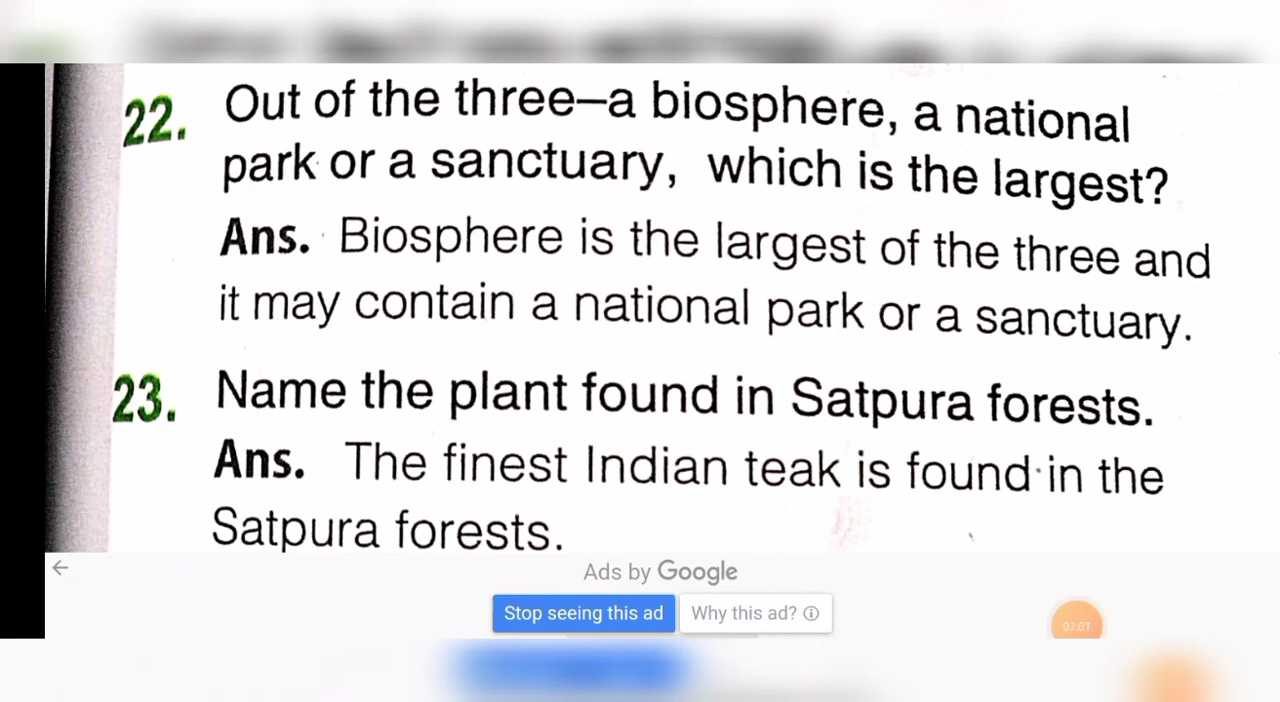 22. Out of the three–a biosphere, a national
park or a sanctuary, which is the largest?
Ans. Biosphere is the largest of the three and
it may contain a national park or a sanctuary.
23. Name the plant found in Satpura forests.
Ans. The finest Indian teak is found in the
Satpura forests.
Ads by Google
Stop seeing this ad
Why this ad?